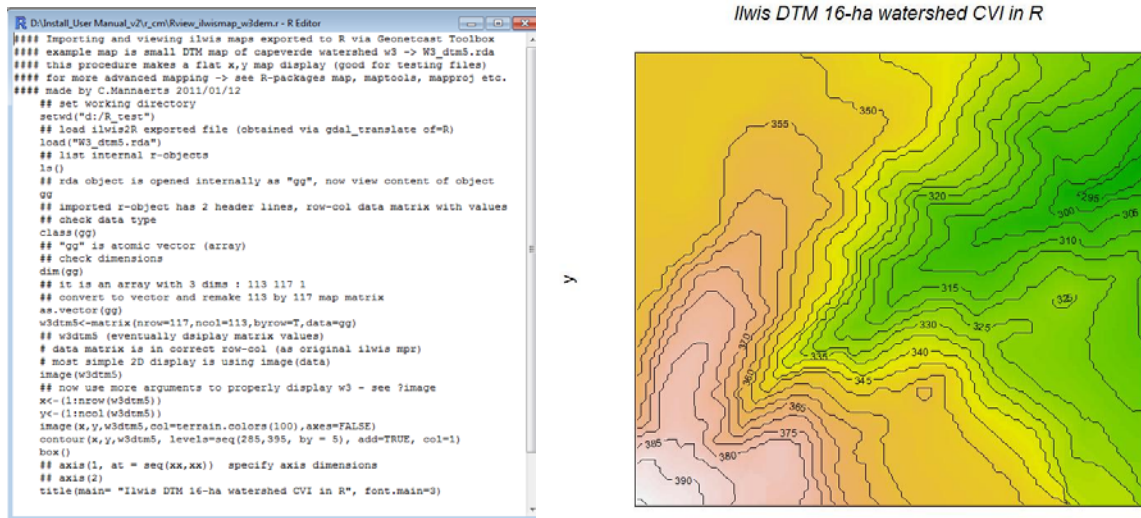 D:\Install_User Manual_v2\r_cm\Rview_ilwismap_w3dem.r - R Editor
#### Importing and viewing ilwis maps exported to R via Geonetcast Toolbox
#### example map is small DTM map of capeverde watershed w3 -> W3_dtm5.rda
#### this procedure makes a flat x,y map display (good for testing files)
#### for more advanced mapping -> see R-packages map, maptools, mapproj etc.
#### made by C.Mannaerts 2011/01/12
## set working directory
setwd("d:/R_test")
## load ilwis2R exported file (obtained via gdal_translate of=R)
load("W3_dtm5.rda")
## list internal r-objects
ls()
## rda object is opened internally as "gg", now view content of object
gg
## imported r-object has 2 header lines, row-col data matrix with values
## check data type
class(gg)
## "gg" is atomic vector (array)
## check dimensions
dim(gg)
## it is an array with 3 dims : 113 117 1
## convert to vector and remake 113 by 117 map matrix
as.vector(gg)
w3dtm5<-matrix(nrow=117,ncol=113,byrow=T,data=gg)
## w3dtm5 (eventually dsiplay matrix values)
# data matrix is in correct row-col (as original ilwis mpr)
# most simple 2D display is using image(data)
image(w3dtm5)
## now use more arguments to properly display w3 - see ?image
x<-(1:nrow(w3dtm5))
y<-(1:ncol(w3dtm5))
image(x,y,w3dtm5,col=terrain.colors(100),axes=FALSE)
contour(x,y,w3dtm5, levels=seq(285,395, by = 5), add=TRUE, col=1)
box()
## axis(1, at = seq(xx,xx))  specify axis dimensions
## axis(2)
title(main= "Ilwis DTM 16-ha watershed CVI in R", font.main=3)
Ilwis DTM 16-ha watershed CVI in R
y
350
355
320
295
300
305
310
315
325
325
330
335
340
345
370
360
365
375
380
385
390